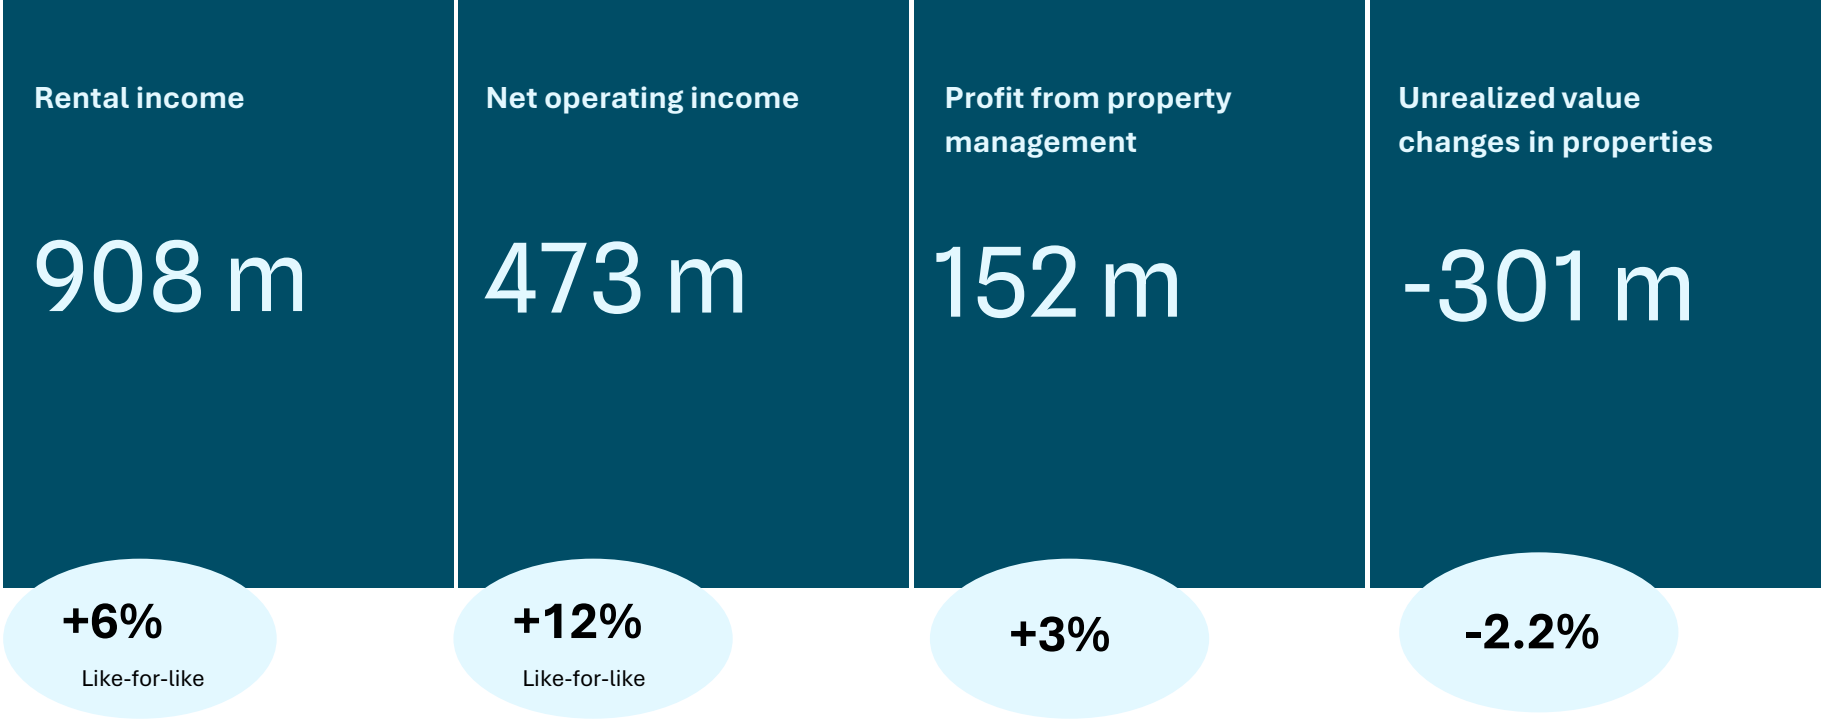 Rental income
908 m
+6%
Like-for-like
Net operating income
473 m
+12%
Like-for-like
Profit from property
management
152 m
+3%
Unrealized value
changes in properties
-301 m
-2.2%